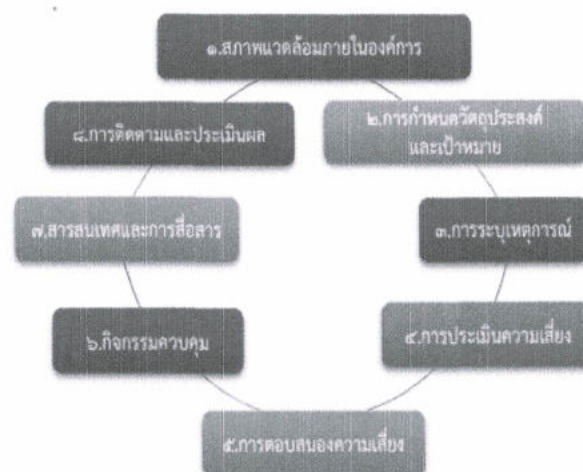 ๑.สภาพแวดล้อมภายในองค์การ
๒.การกำหนดวัตถุประสงค์
และเป้าหมาย
๓.การระบุเหตุการณ์
๔.การประเมินความเสี่ยง
๕.การตอบสนองความเสี่ยง
๖.กิจกรรมควบคุม
๗.สารสนเทศและการสื่อสาร
๘.การติดตามและประเมินผล